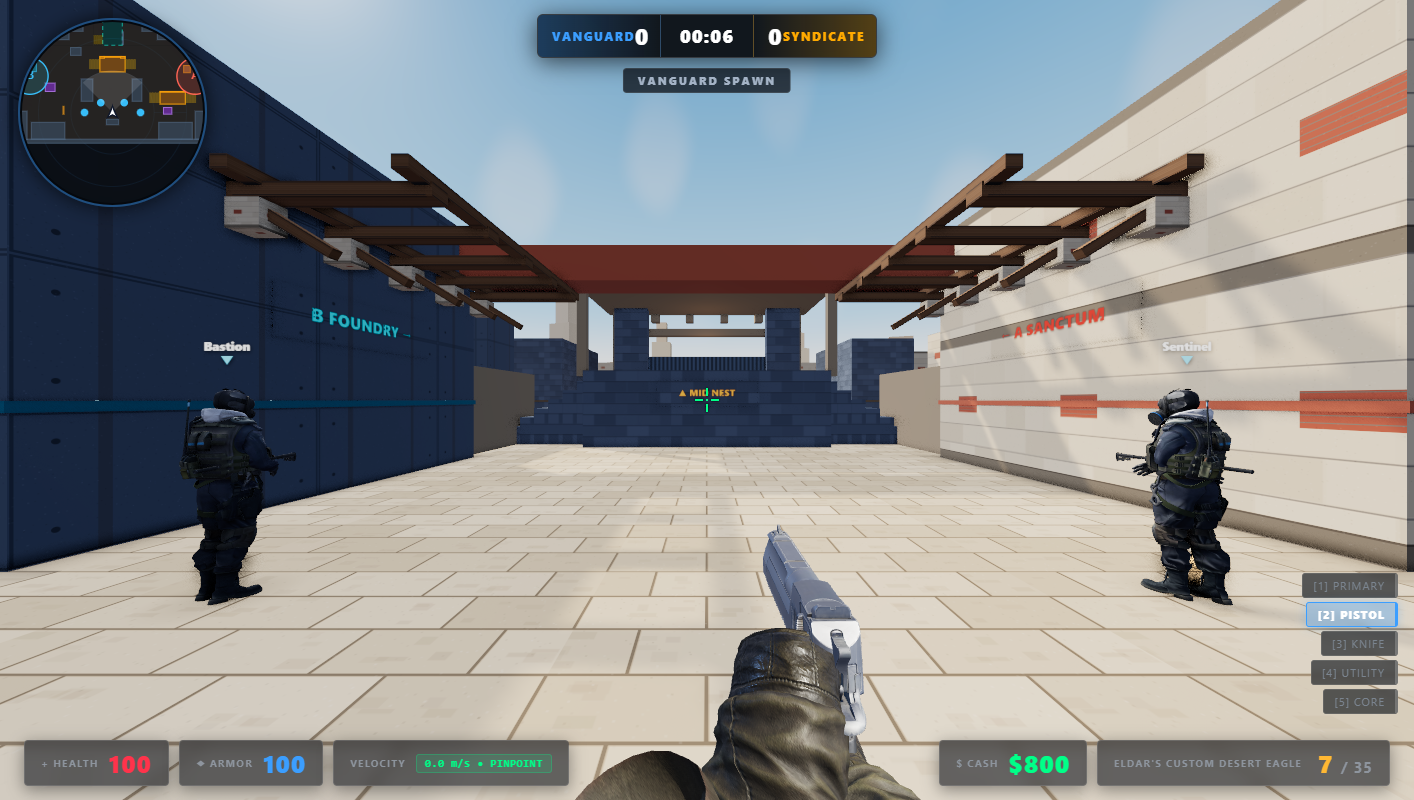 VANGUARD 0 00:06 0 SYNDICATE
VANGUARD SPAWN
B FOUNDRY →
← A SANCTUM
Bastion
Sentinel
▲ MID NEST
[1] PRIMARY
[2] PISTOL
[3] KNIFE
[4] UTILITY
[5] CORE
+ HEALTH 100
◆ ARMOR 100
VELOCITY 0.0 m/s • PINPOINT
$ CASH $800
ELDAR'S CUSTOM DESERT EAGLE 7 / 35